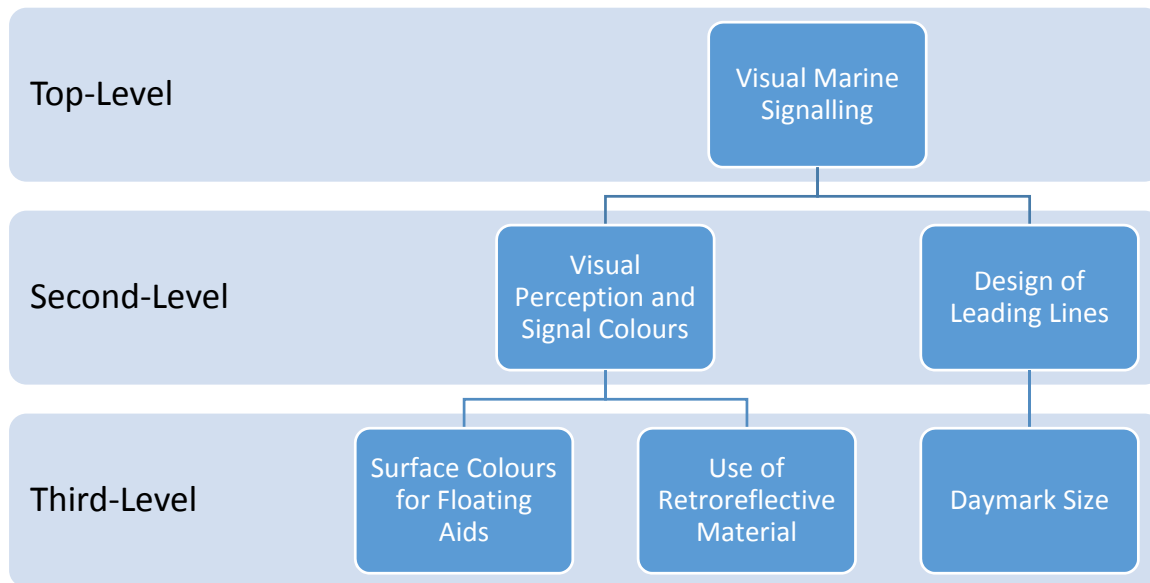 Top-Level
Visual Marine
Signalling
Second-Level
Visual
Perception and
Signal Colours
Design of
Leading Lines
Third-Level
Surface Colours
for Floating
Aids
Use of
Retroreflective
Material
Daymark Size